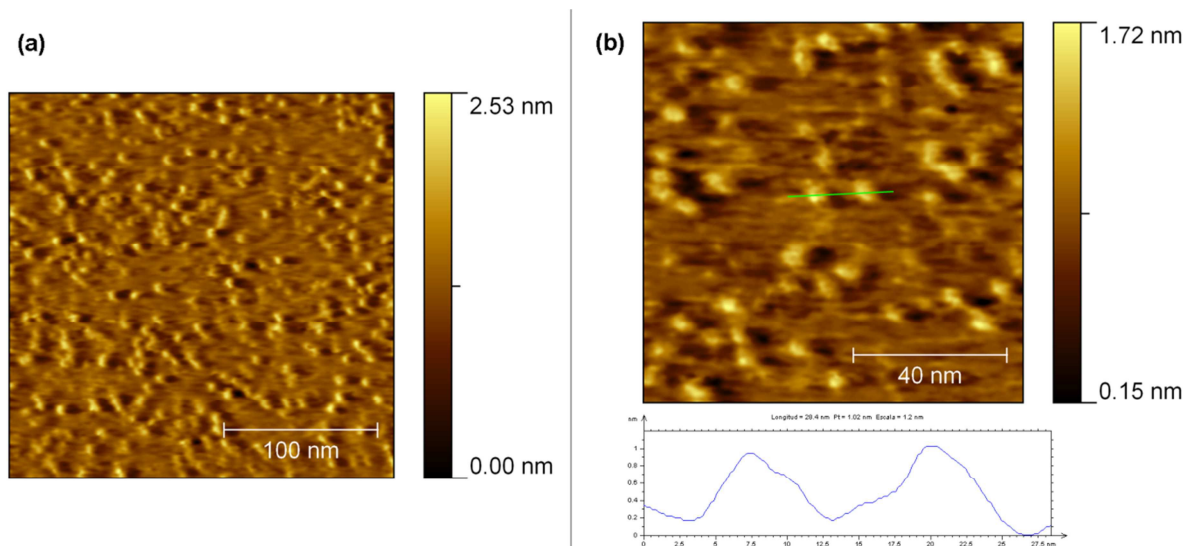 (a)
2.53 nm
100 nm
0.00 nm
(b)
1.72 nm
40 nm
0.15 nm
Longitud = 28.4 nm Pt = 1.02 nm Escala = 1.2 nm
nm
1
0.8
0.6
0.4
0.2
0
0 2.5 5 7.5 10 12.5 15 17.5 20 22.5 25 27.5 nm